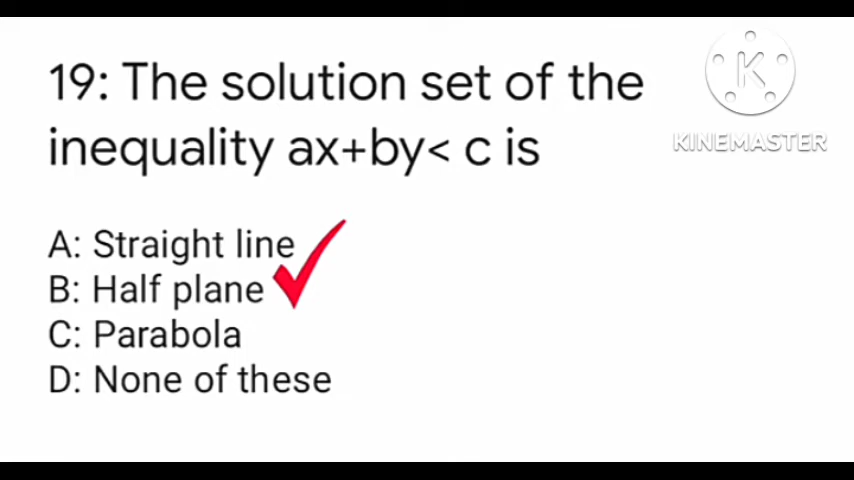 19: The solution set of the
inequality ax+by< c is
KINEMASTER
A: Straight line
B: Half plane
C: Parabola
D: None of these